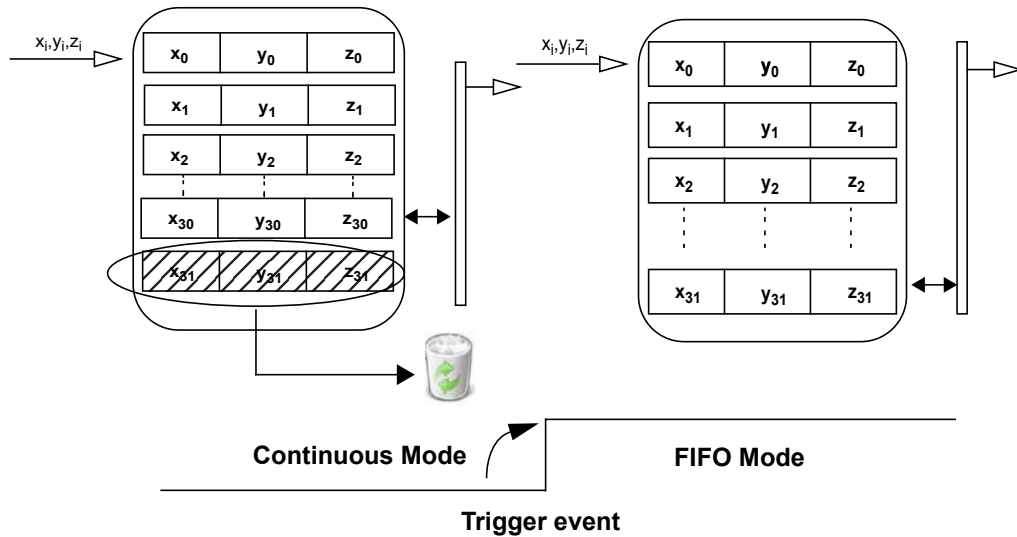 xᵢ,yᵢ,zᵢ
x₀ y₀ z₀
x₁ y₁ z₁
x₂ y₂ z₂
x₃₀ y₃₀ z₃₀
x₃₁ y₃₁ z₃₁
xᵢ,yᵢ,zᵢ
x₀ y₀ z₀
x₁ y₁ z₁
x₂ y₂ z₂
x₃₁ y₃₁ z₃₁
Continuous Mode
FIFO Mode
Trigger event